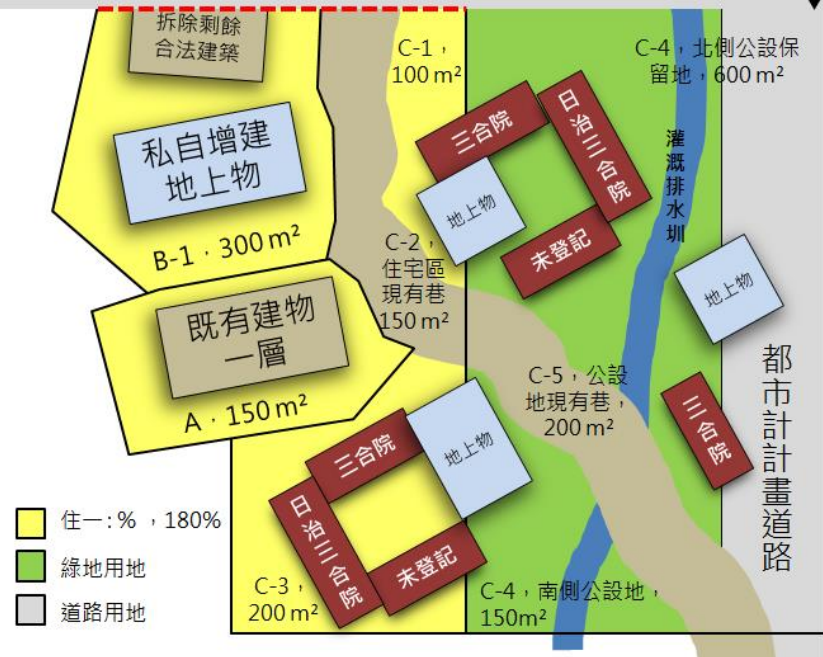 拆除剩餘
合法建築
C-1，
100 m²
C-4，北側公設保
留地，600 m²
三合院
日治三合院
私自增建
地上物
灌溉排水圳
地上物
未登記
B-1．300 m²
C-2，
住宅區
現有巷
150 m²
地上物
既有建物
一層
都市計計畫道路
C-5，公設
地現有巷，
200 m²
A．150 m²
三合院
三合院
地上物
日治三合院
未登記
住一:%，180%
綠地用地
道路用地
C-3，
200 m²
C-4，南側公設地，
150m²